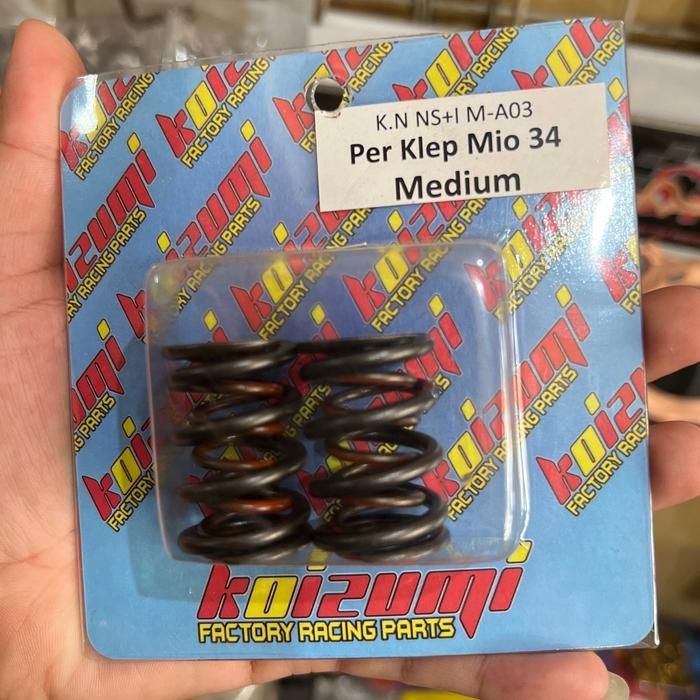 K.N NS+I M-A03
Per Klep Mio 34
Medium
koizumi
FACTORY RACING PARTS